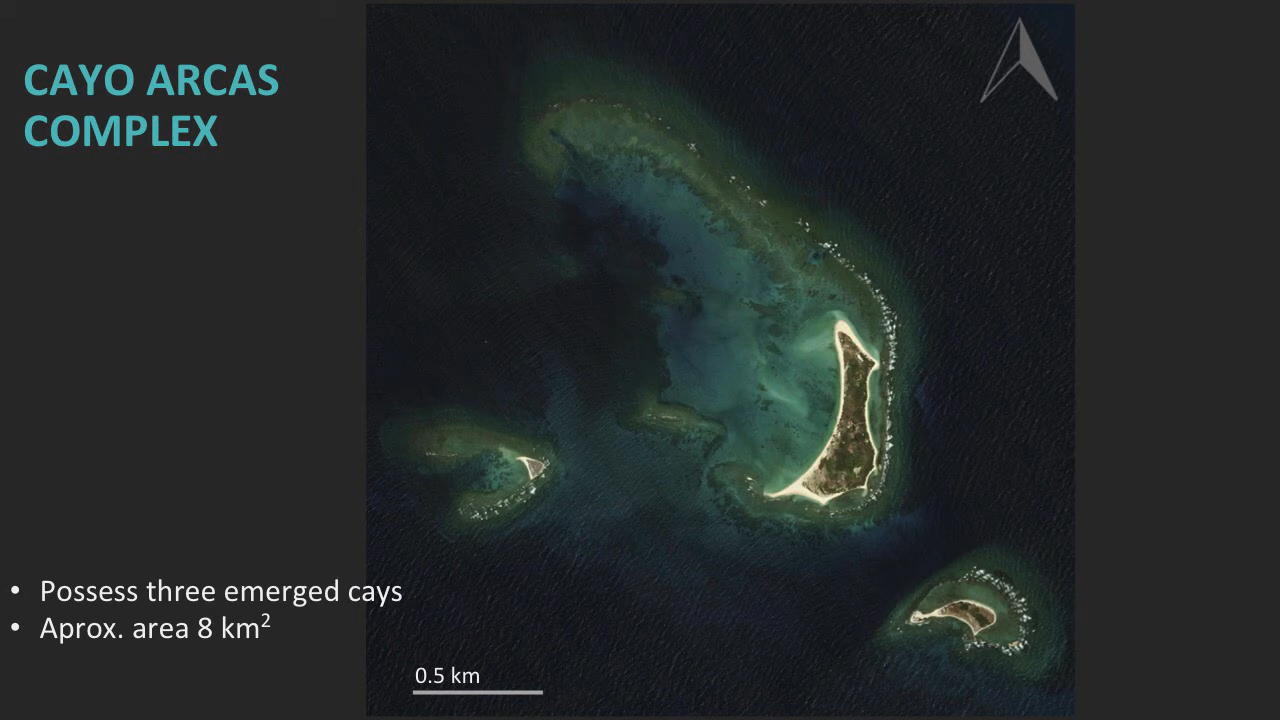 CAYO ARCAS
COMPLEX
• Possess three emerged cays
• Aprox. area 8 km²
0.5 km